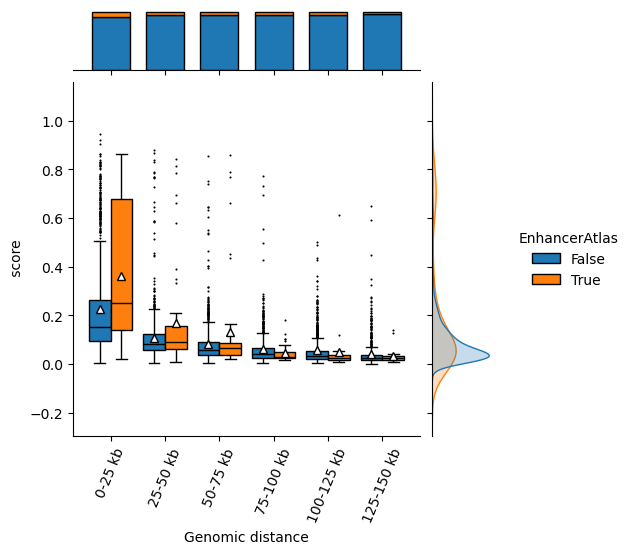 1.0
0.8
0.6
0.4
0.2
0.0
−0.2
score
EnhancerAtlas
False
True
0-25 kb
25-50 kb
50-75 kb
75-100 kb
100-125 kb
125-150 kb
Genomic distance